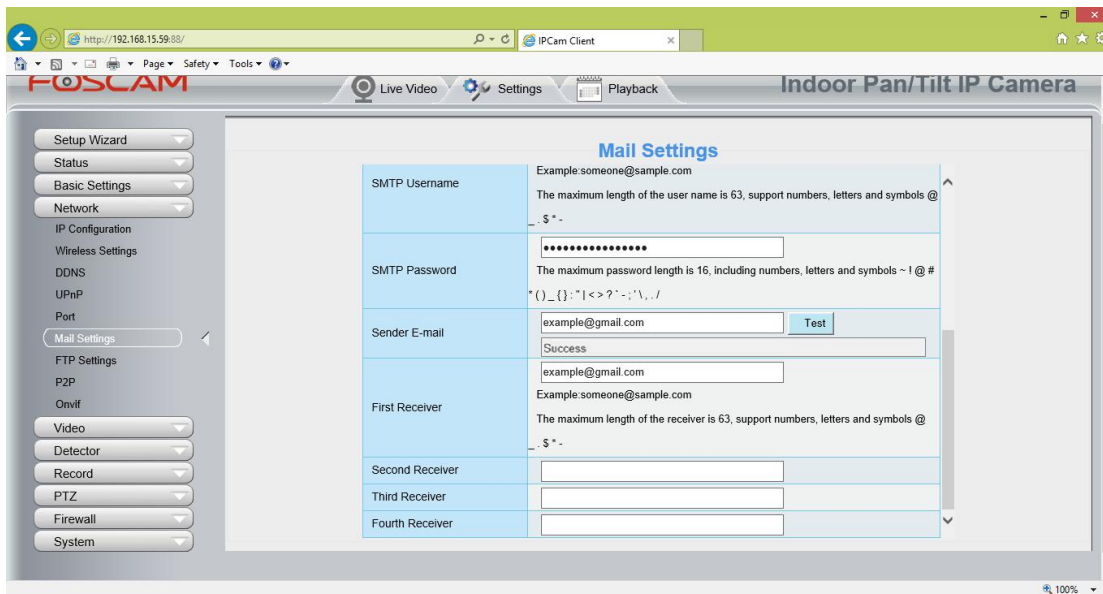 http://192.168.15.59:88/
IPCam Client
Page Safety Tools
FOSCAM
Live Video
Settings
Playback
Indoor Pan/Tilt IP Camera
Setup Wizard
Status
Basic Settings
Network
IP Configuration
Wireless Settings
DDNS
UPnP
Port
Mail Settings
FTP Settings
P2P
Onvif
Video
Detector
Record
PTZ
Firewall
System
Mail Settings
SMTP Username
Example:someone@sample.com
The maximum length of the user name is 63, support numbers, letters and symbols @
_ . $ * -
SMTP Password
••••••••••••••••
The maximum password length is 16, including numbers, letters and symbols ~ ! @ #
* ( ) _ { } : " | < > ? ` - ; ' \ , . /
Sender E-mail
example@gmail.com
Test
Success
First Receiver
example@gmail.com
Example:someone@sample.com
The maximum length of the receiver is 63, support numbers, letters and symbols @
_ . $ * -
Second Receiver
Third Receiver
Fourth Receiver
100%